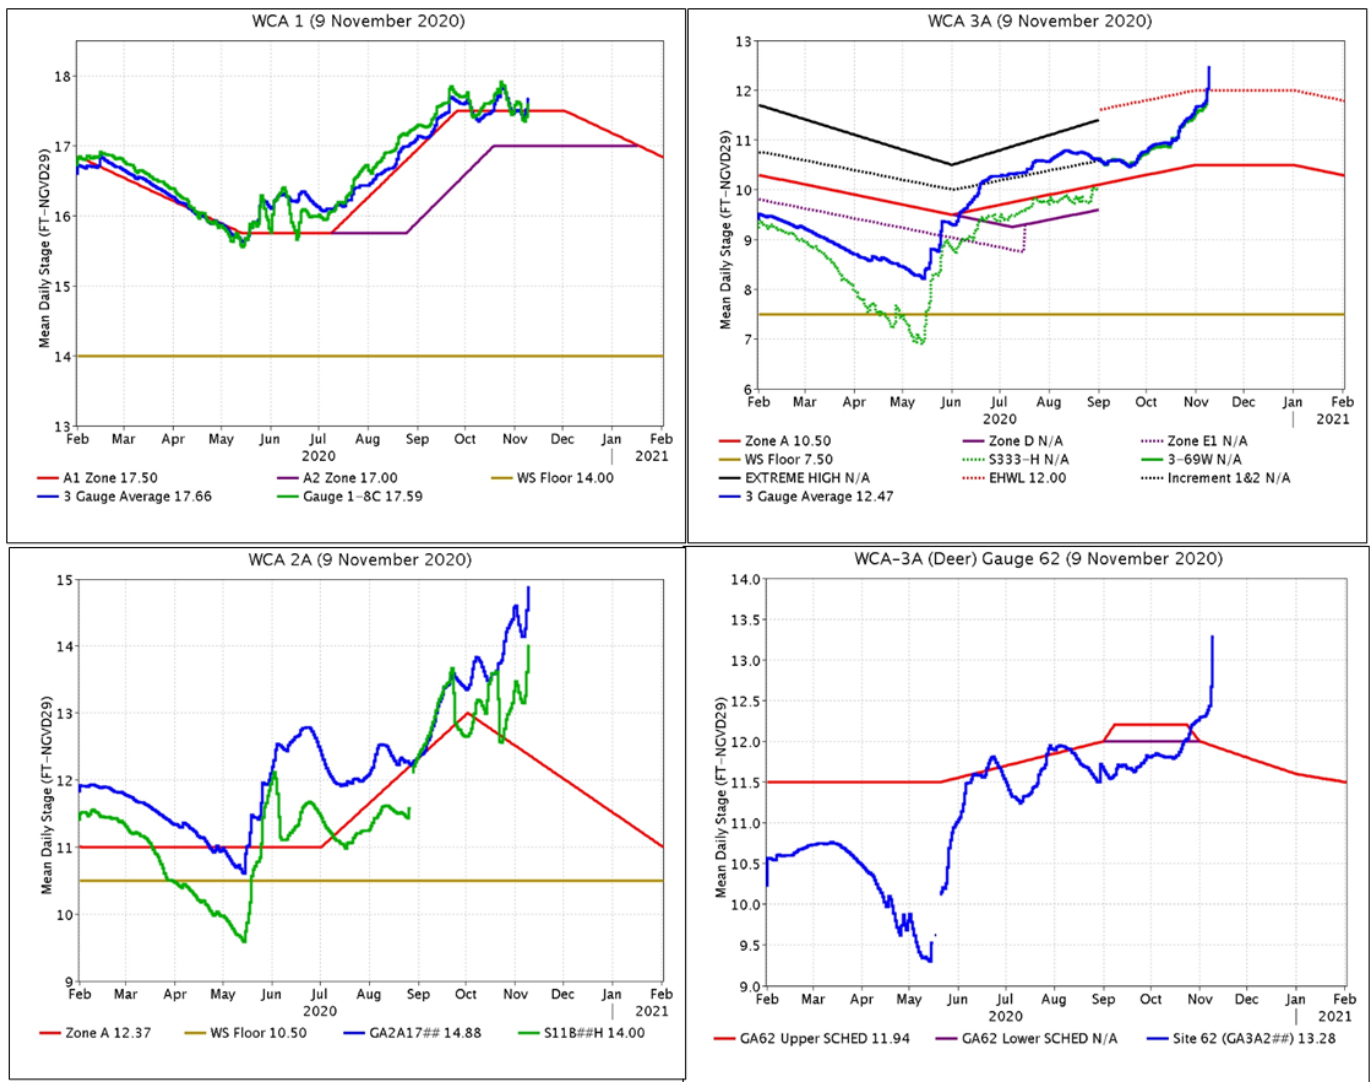 WCA 1 (9 November 2020)
Mean Daily Stage (FT-NGVD29)
18
17
16
15
14
13
Feb Mar Apr May Jun Jul Aug Sep Oct Nov Dec Jan Feb
2020 | 2021
A1 Zone 17.50 A2 Zone 17.00 WS Floor 14.00
3 Gauge Average 17.66 Gauge 1-8C 17.59
WCA 3A (9 November 2020)
Mean Daily Stage (FT-NGVD29)
13
12
11
10
9
8
7
6
Feb Mar Apr May Jun Jul Aug Sep Oct Nov Dec Jan Feb
2020 | 2021
Zone A 10.50 Zone D N/A Zone E1 N/A
WS Floor 7.50 S333-H N/A 3-69W N/A
EXTREME HIGH N/A EHWL 12.00 Increment 1&2 N/A
3 Gauge Average 12.47
WCA 2A (9 November 2020)
Mean Daily Stage (FT-NGVD29)
15
14
13
12
11
10
9
Feb Mar Apr May Jun Jul Aug Sep Oct Nov Dec Jan Feb
2020 | 2021
Zone A 12.37 WS Floor 10.50 GA2A17## 14.88 S11B##H 14.00
WCA-3A (Deer) Gauge 62 (9 November 2020)
Mean Daily Stage (FT-NGVD29)
14.0
13.5
13.0
12.5
12.0
11.5
11.0
10.5
10.0
9.5
9.0
Feb Mar Apr May Jun Jul Aug Sep Oct Nov Dec Jan Feb
2020 | 2021
GA62 Upper SCHED 11.94 GA62 Lower SCHED N/A Site 62 (GA3A2##) 13.28